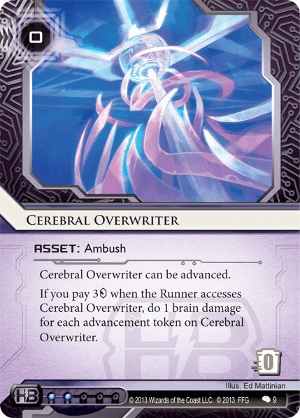 0
CEREBRAL OVERWRITER
ASSET: Ambush
Cerebral Overwriter can be advanced.
If you pay 3 when the Runner accesses
Cerebral Overwriter, do 1 brain damage
for each advancement token on Cerebral
Overwriter.
0
Illus. Ed Mattinian
HB
© 2013 Wizards of the Coast LLC. © 2013 FFG
9